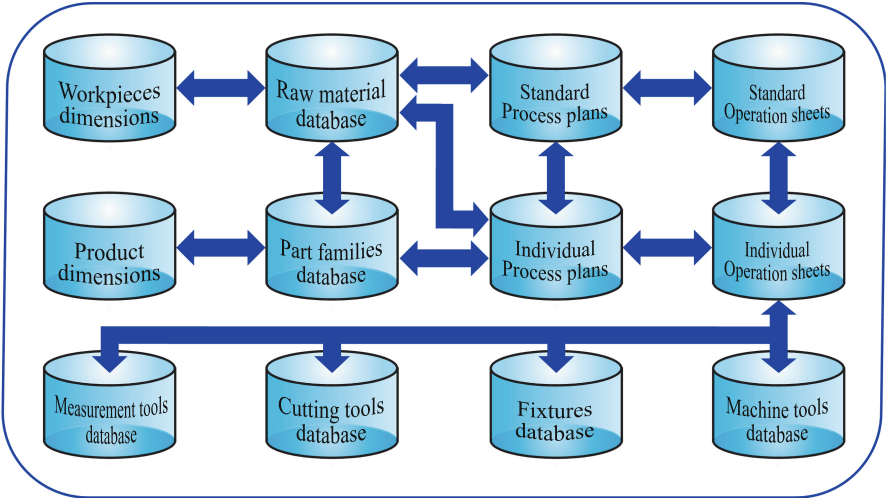 Workpieces
dimensions
Raw material
database
Standard
Process plans
Standard
Operation sheets
Product
dimensions
Part families
database
Individual
Process plans
Individual
Operation sheets
Measurement tools
database
Cutting tools
database
Fixtures
database
Machine tools
database